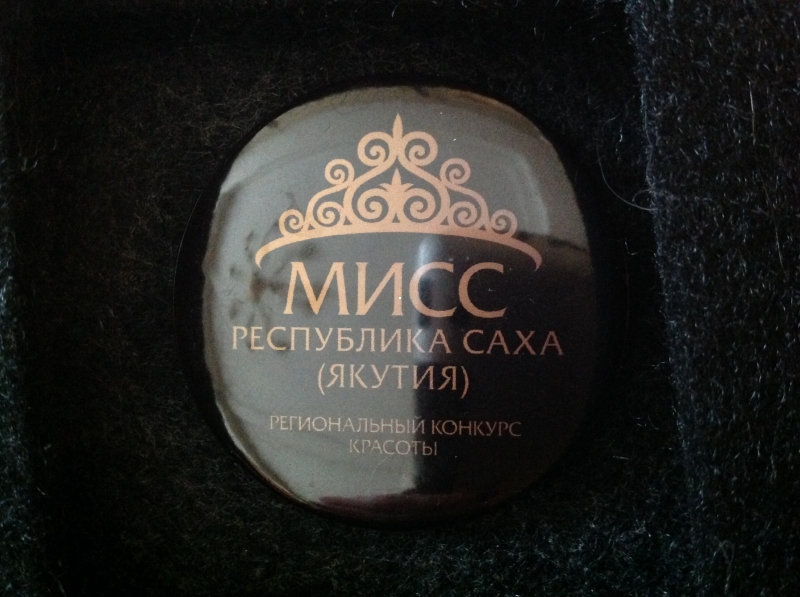 МИСС
РЕСПУБЛИКА САХА
(ЯКУТИЯ)
РЕГИОНАЛЬНЫЙ КОНКУРС
КРАСОТЫ